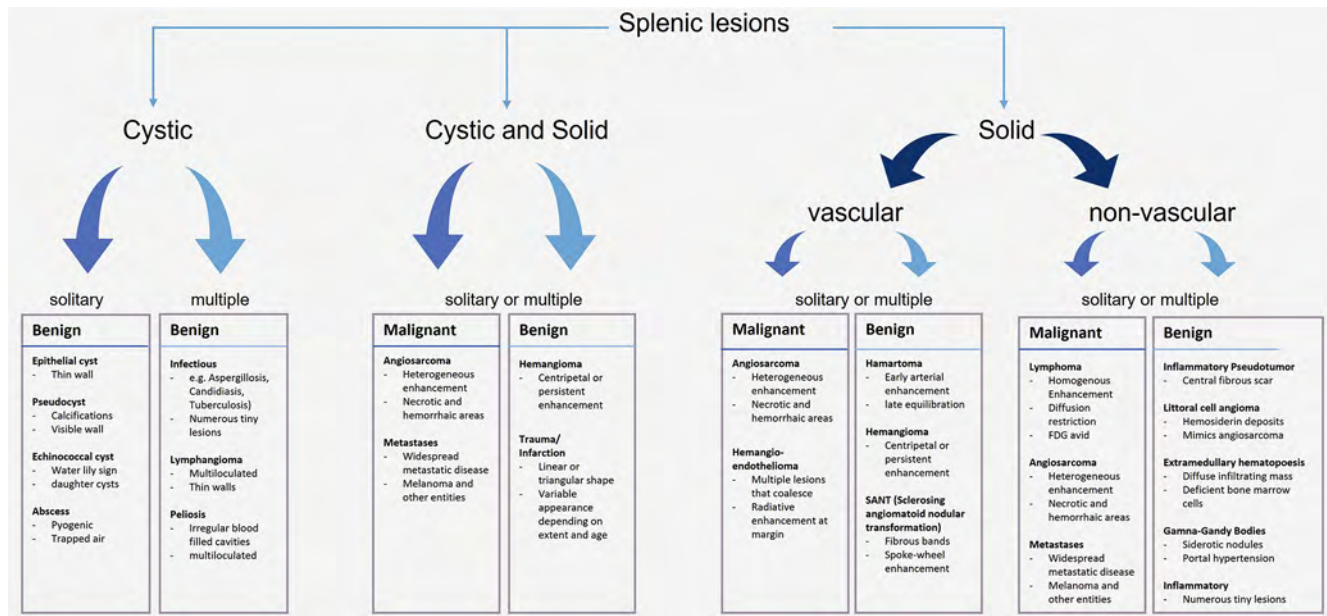 Splenic lesions
Cystic
Cystic and Solid
Solid
vascular
non-vascular
solitary
multiple
solitary or multiple
solitary or multiple
solitary or multiple
Benign
Epithelial cyst
- Thin wall
Pseudocyst
- Calcifications
- Visible wall
Echinococcal cyst
- Water lily sign
- daughter cysts
Abscess
- Pyogenic
- Trapped air
Benign
Infectious
- e.g. Aspergillosis,
Candidiasis,
Tuberculosis)
- Numerous tiny
lesions
Lymphangioma
- Multiloculated
- Thin walls
Peliosis
- Irregular blood
filled cavities
- multiloculated
Malignant
Angiosarcoma
- Heterogeneous
enhancement
- Necrotic and
hemorrhaic areas
Metastases
- Widespread
metastatic disease
- Melanoma and
other entities
Benign
Hemangioma
- Centripetal or
persistent
enhancement
Trauma/
Infarction
- Linear or
triangular shape
- Variable
appearance
depending on
extent and age
Malignant
Angiosarcoma
- Heterogeneous
enhancement
- Necrotic and
hemorrhaic areas
Hemangio-
endothelioma
- Multiple lesions
that coalesce
- Radiative
enhancement at
margin
Benign
Hamartoma
- Early arterial
enhancement
- late equilibration
Hemangioma
- Centripetal or
persistent
enhancement
SANT (Sclerosing
angiomatoid nodular
transformation)
- Fibrous bands
- Spoke-wheel
enhancement
Malignant
Lymphoma
- Homogenous
Enhancement
- Diffusion
restriction
- FDG avid
Angiosarcoma
- Heterogeneous
enhancement
- Necrotic and
hemorrhaic areas
Metastases
- Widespread
metastatic disease
- Melanoma and
other entities
Benign
Inflammatory Pseudotumor
- Central fibrous scar
Littoral cell angioma
- Hemosiderin deposits
- Mimics angiosarcoma
Extramedullary hematopoesis
- Diffuse infiltrating mass
- Deficient bone marrow
cells
Gamna-Gandy Bodies
- Siderotic nodules
- Portal hypertension
Inflammatory
- Numerous tiny lesions